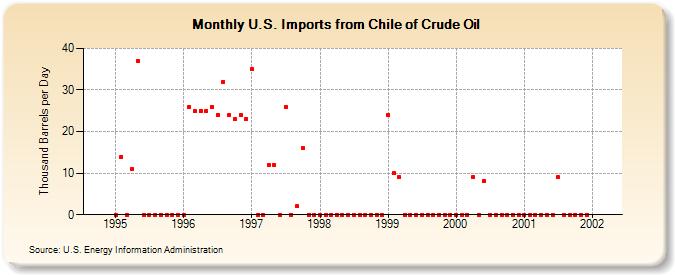 Monthly U.S. Imports from Chile of Crude Oil
Thousand Barrels per Day
40
30
20
10
0
1995 1996 1997 1998 1999 2000 2001 2002
Source: U.S. Energy Information Administration